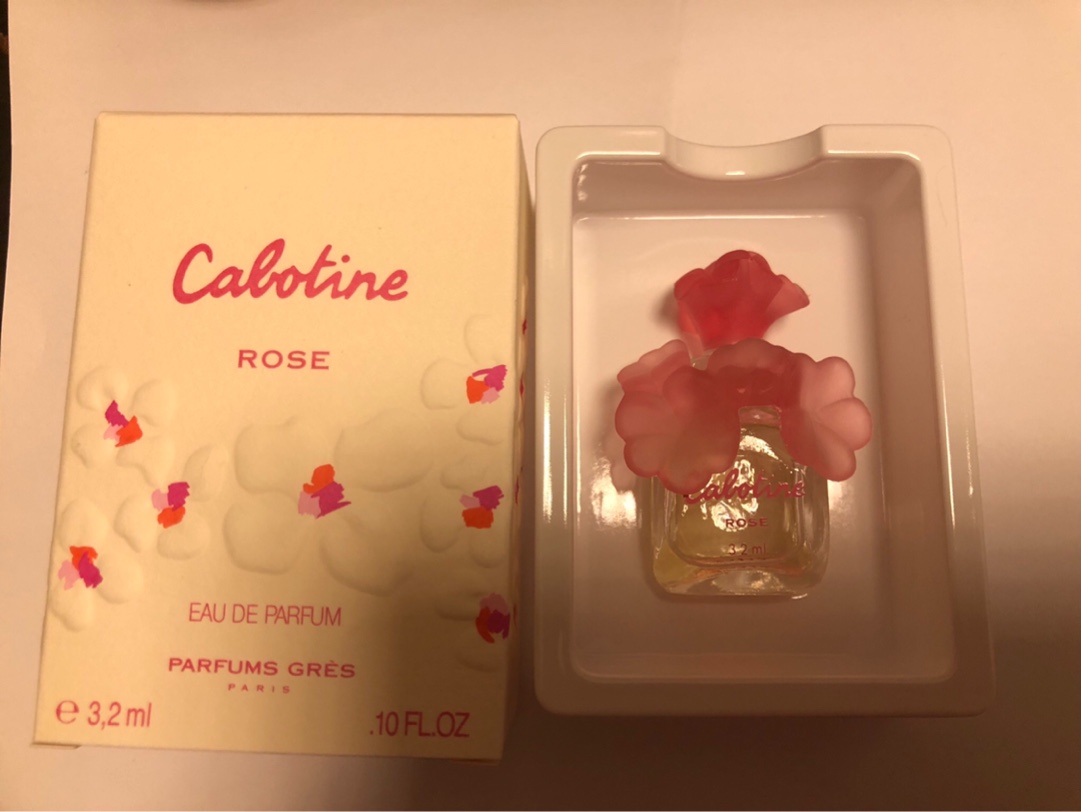 Cabotine
ROSE
EAU DE PARFUM
PARFUMS GRÈS
PARIS
e 3,2 ml .10 FL.OZ
Cabotine
ROSE
3,2 ml